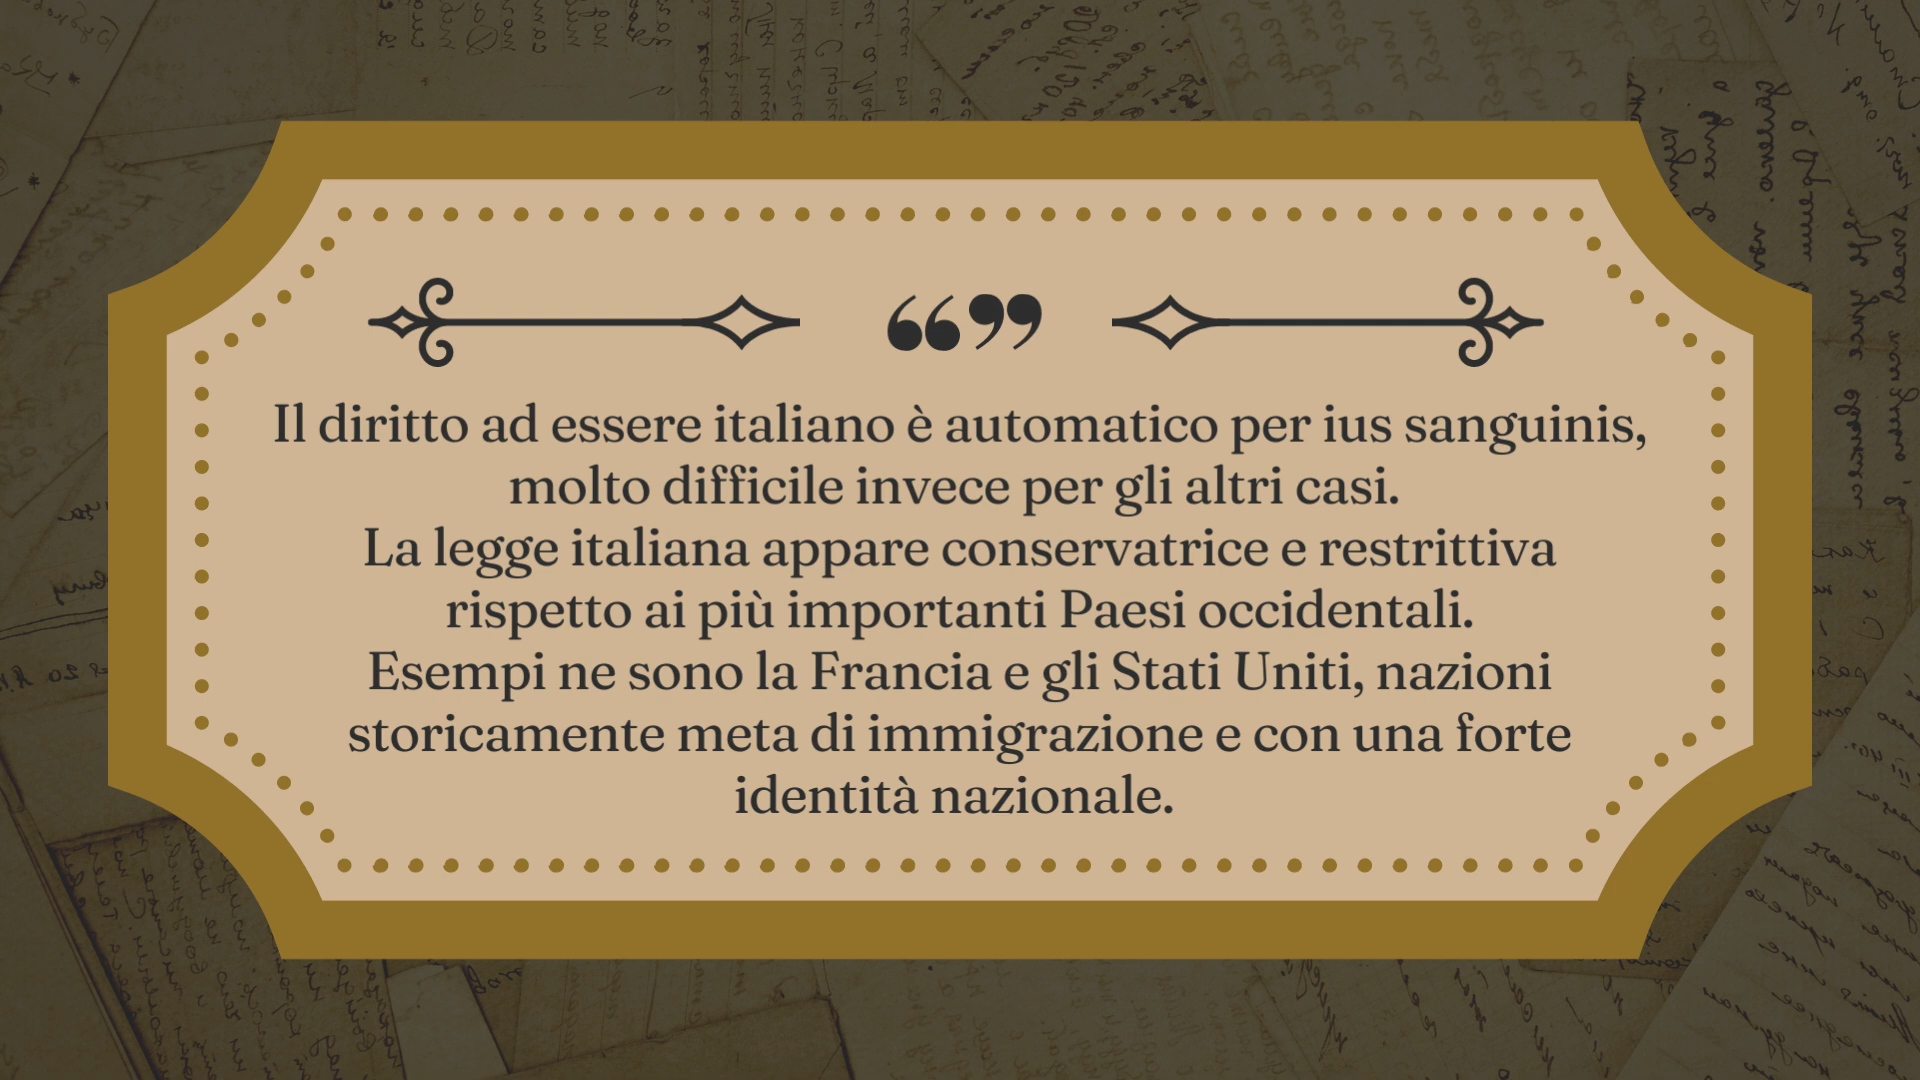 ❝❞
Il diritto ad essere italiano è automatico per ius sanguinis,
molto difficile invece per gli altri casi.
La legge italiana appare conservatrice e restrittiva
rispetto ai più importanti Paesi occidentali.
Esempi ne sono la Francia e gli Stati Uniti, nazioni
storicamente meta di immigrazione e con una forte
identità nazionale.